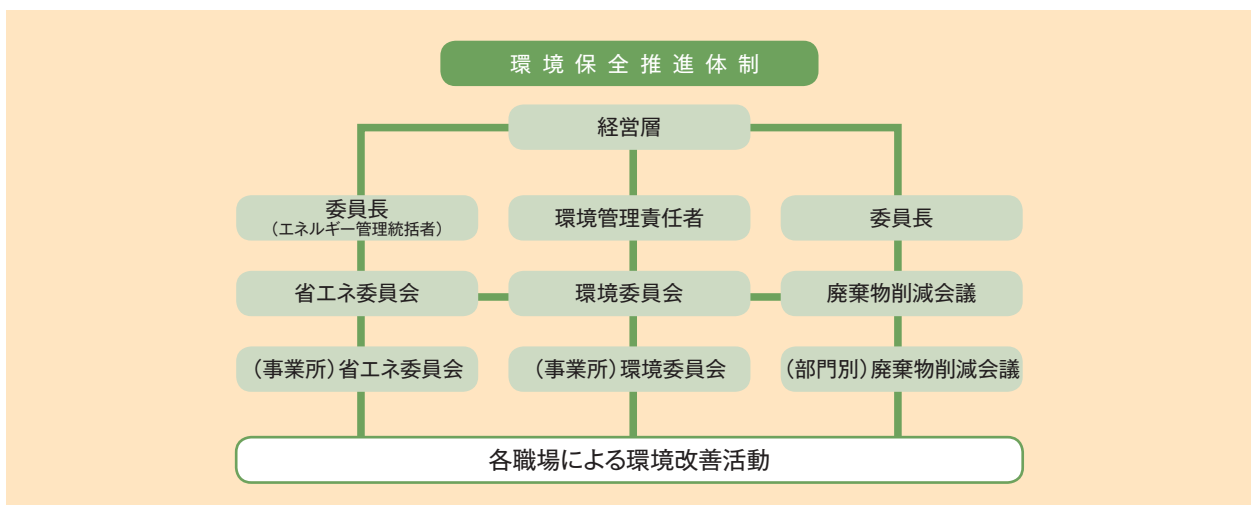 環境保全推進体制
経営層
委員長
（エネルギー管理統括者）
環境管理責任者
委員長
省エネ委員会
環境委員会
廃棄物削減会議
（事業所）省エネ委員会
（事業所）環境委員会
（部門別）廃棄物削減会議
各職場による環境改善活動